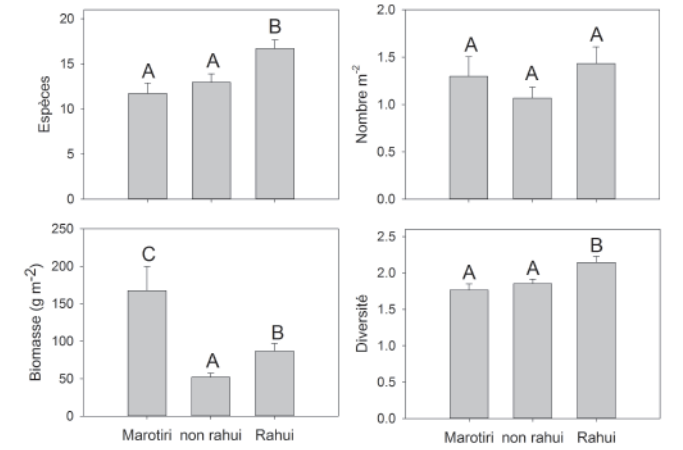 Espèces
20
15
10
5
0
A
A
B
Nombre m-2
2.0
1.5
1.0
0.5
0.0
A
A
A
Biomasse (g m-2)
250
200
150
100
50
0
C
A
B
Marotiri non rahui Rahui
Diversité
2.5
2.0
1.5
1.0
0.5
0.0
A
A
B
Marotiri non rahui Rahui